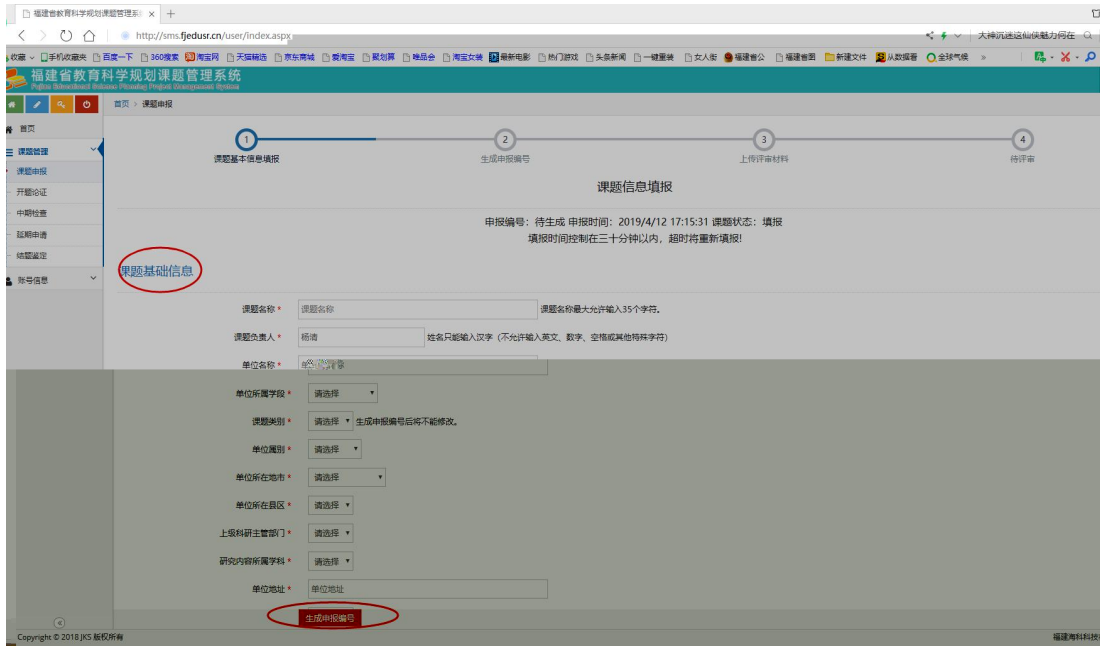 福建省教育科学规划课题管理系 × +
http://sms.fjedusr.cn/user/index.aspx 大神沉迷这仙侠魅力何在
收藏 手机收藏夹 百度一下 360搜索 淘宝网 天猫精选 京东商城 爱淘宝 聚划算 唯品会 淘宝女装 最新电影 热门游戏 头条新闻 一键重装 女人街 福建省公 福建省图 新建文件 从数据看 全球气候 »
福建省教育科学规划课题管理系统
Fujian Educational Science Planning Project Management System
首页 > 课题申报
首页
课题管理
课题申报
开题论证
中期检查
延期申请
结题鉴定
账号信息
1 2 3 4
课题基本信息填报 生成申报编号 上传评审材料 待评审
课题信息填报
申报编号：待生成 申报时间：2019/4/12 17:15:31 课题状态：填报
填报时间控制在三十分钟以内，超时将重新填报!
课题基础信息
课题名称 * 课题名称 课题名称最大允许输入35个字符。
课题负责人 * 姓名只能输入汉字（不允许输入英文、数字、空格或其他特殊字符）
单位名称 *
单位所属学段 * 请选择
课题类别 * 请选择 生成申报编号后将不能修改。
单位属别 * 请选择
单位所在地市 * 请选择
单位所在县区 * 请选择
上级科研主管部门 * 请选择
研究内容所属学科 * 请选择
单位地址 * 单位地址
生成申报编号
Copyright © 2018 JKS 版权所有 福建海科科技